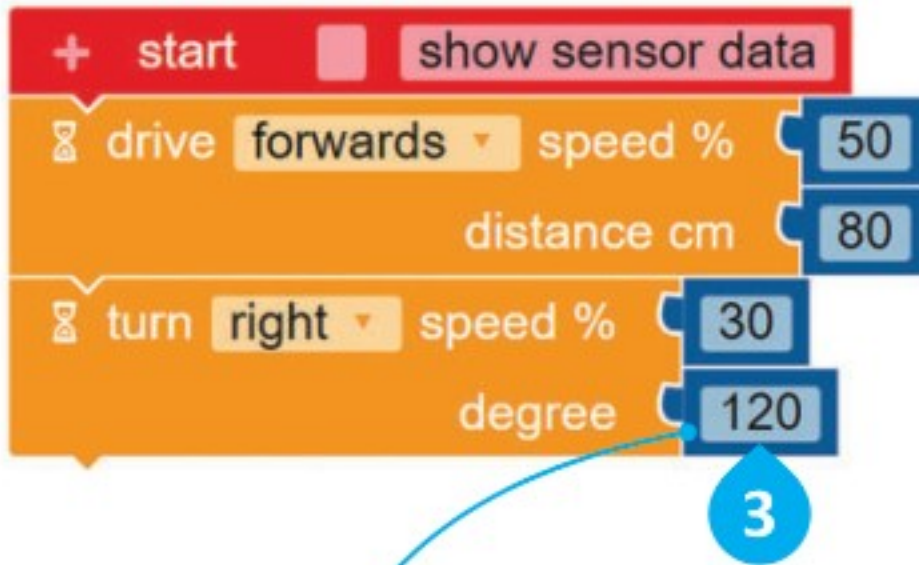 + start show sensor data
drive forwards speed % 50
distance cm 80
turn right speed % 30
degree 120
3